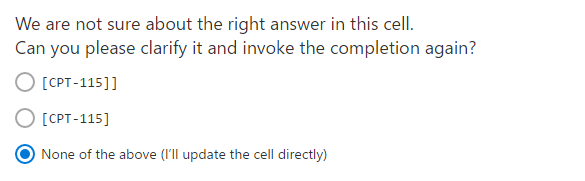 We are not sure about the right answer in this cell.
Can you please clarify it and invoke the completion again?
[CPT-115]]
[CPT-115]
None of the above (I'll update the cell directly)